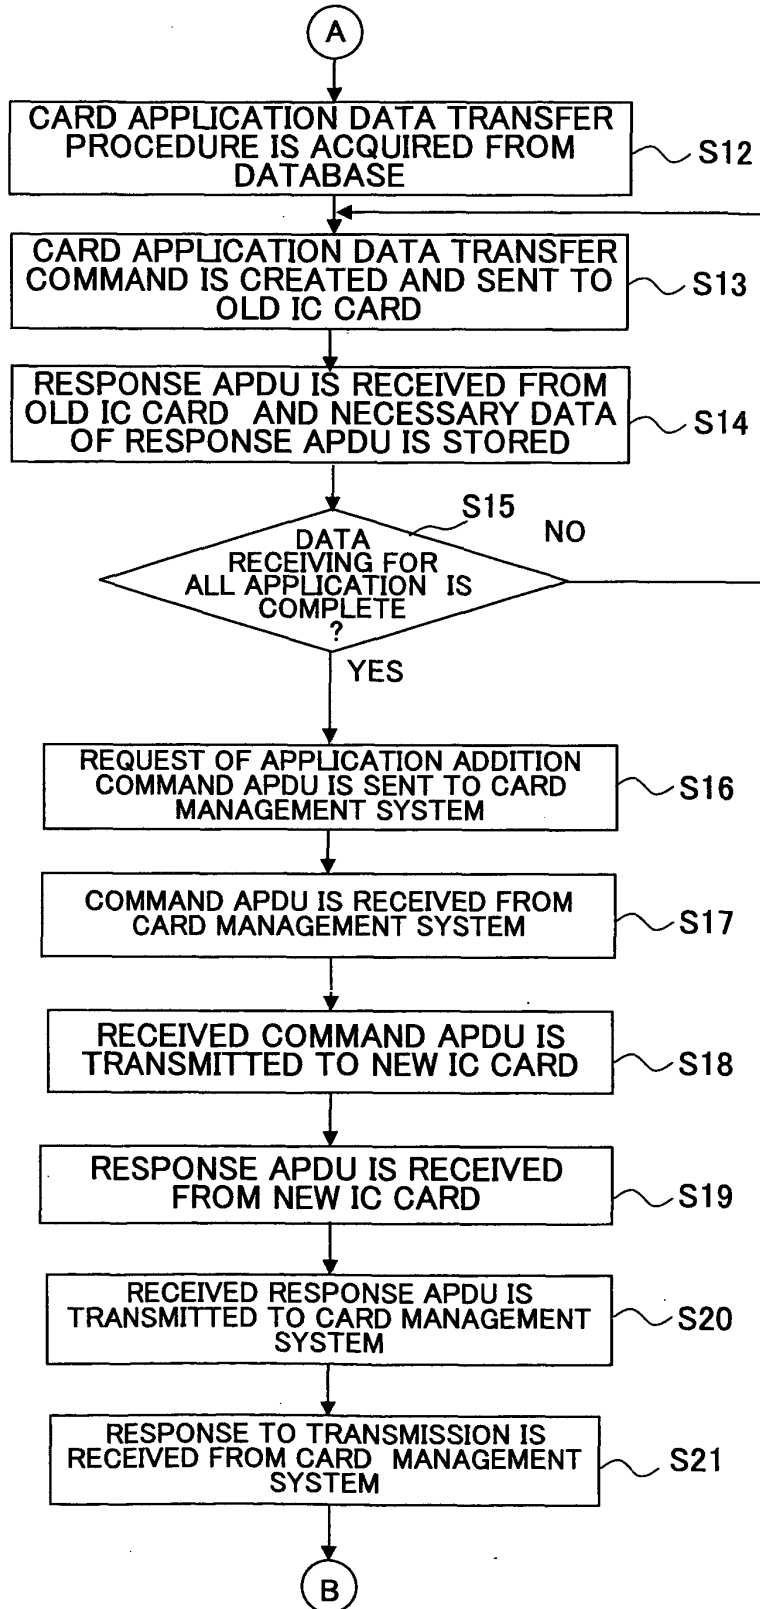 A
CARD APPLICATION DATA TRANSFER
PROCEDURE IS ACQUIRED FROM
DATABASE
S12
CARD APPLICATION DATA TRANSFER
COMMAND IS CREATED AND SENT TO
OLD IC CARD
S13
RESPONSE APDU IS RECEIVED FROM
OLD IC CARD AND NECESSARY DATA
OF RESPONSE APDU IS STORED
S14
S15
DATA
RECEIVING FOR
ALL APPLICATION IS
COMPLETE
?
NO
YES
REQUEST OF APPLICATION ADDITION
COMMAND APDU IS SENT TO CARD
MANAGEMENT SYSTEM
S16
COMMAND APDU IS RECEIVED FROM
CARD MANAGEMENT SYSTEM
S17
RECEIVED COMMAND APDU IS
TRANSMITTED TO NEW IC CARD
S18
RESPONSE APDU IS RECEIVED
FROM NEW IC CARD
S19
RECEIVED RESPONSE APDU IS
TRANSMITTED TO CARD MANAGEMENT
SYSTEM
S20
RESPONSE TO TRANSMISSION IS
RECEIVED FROM CARD MANAGEMENT
SYSTEM
S21
B